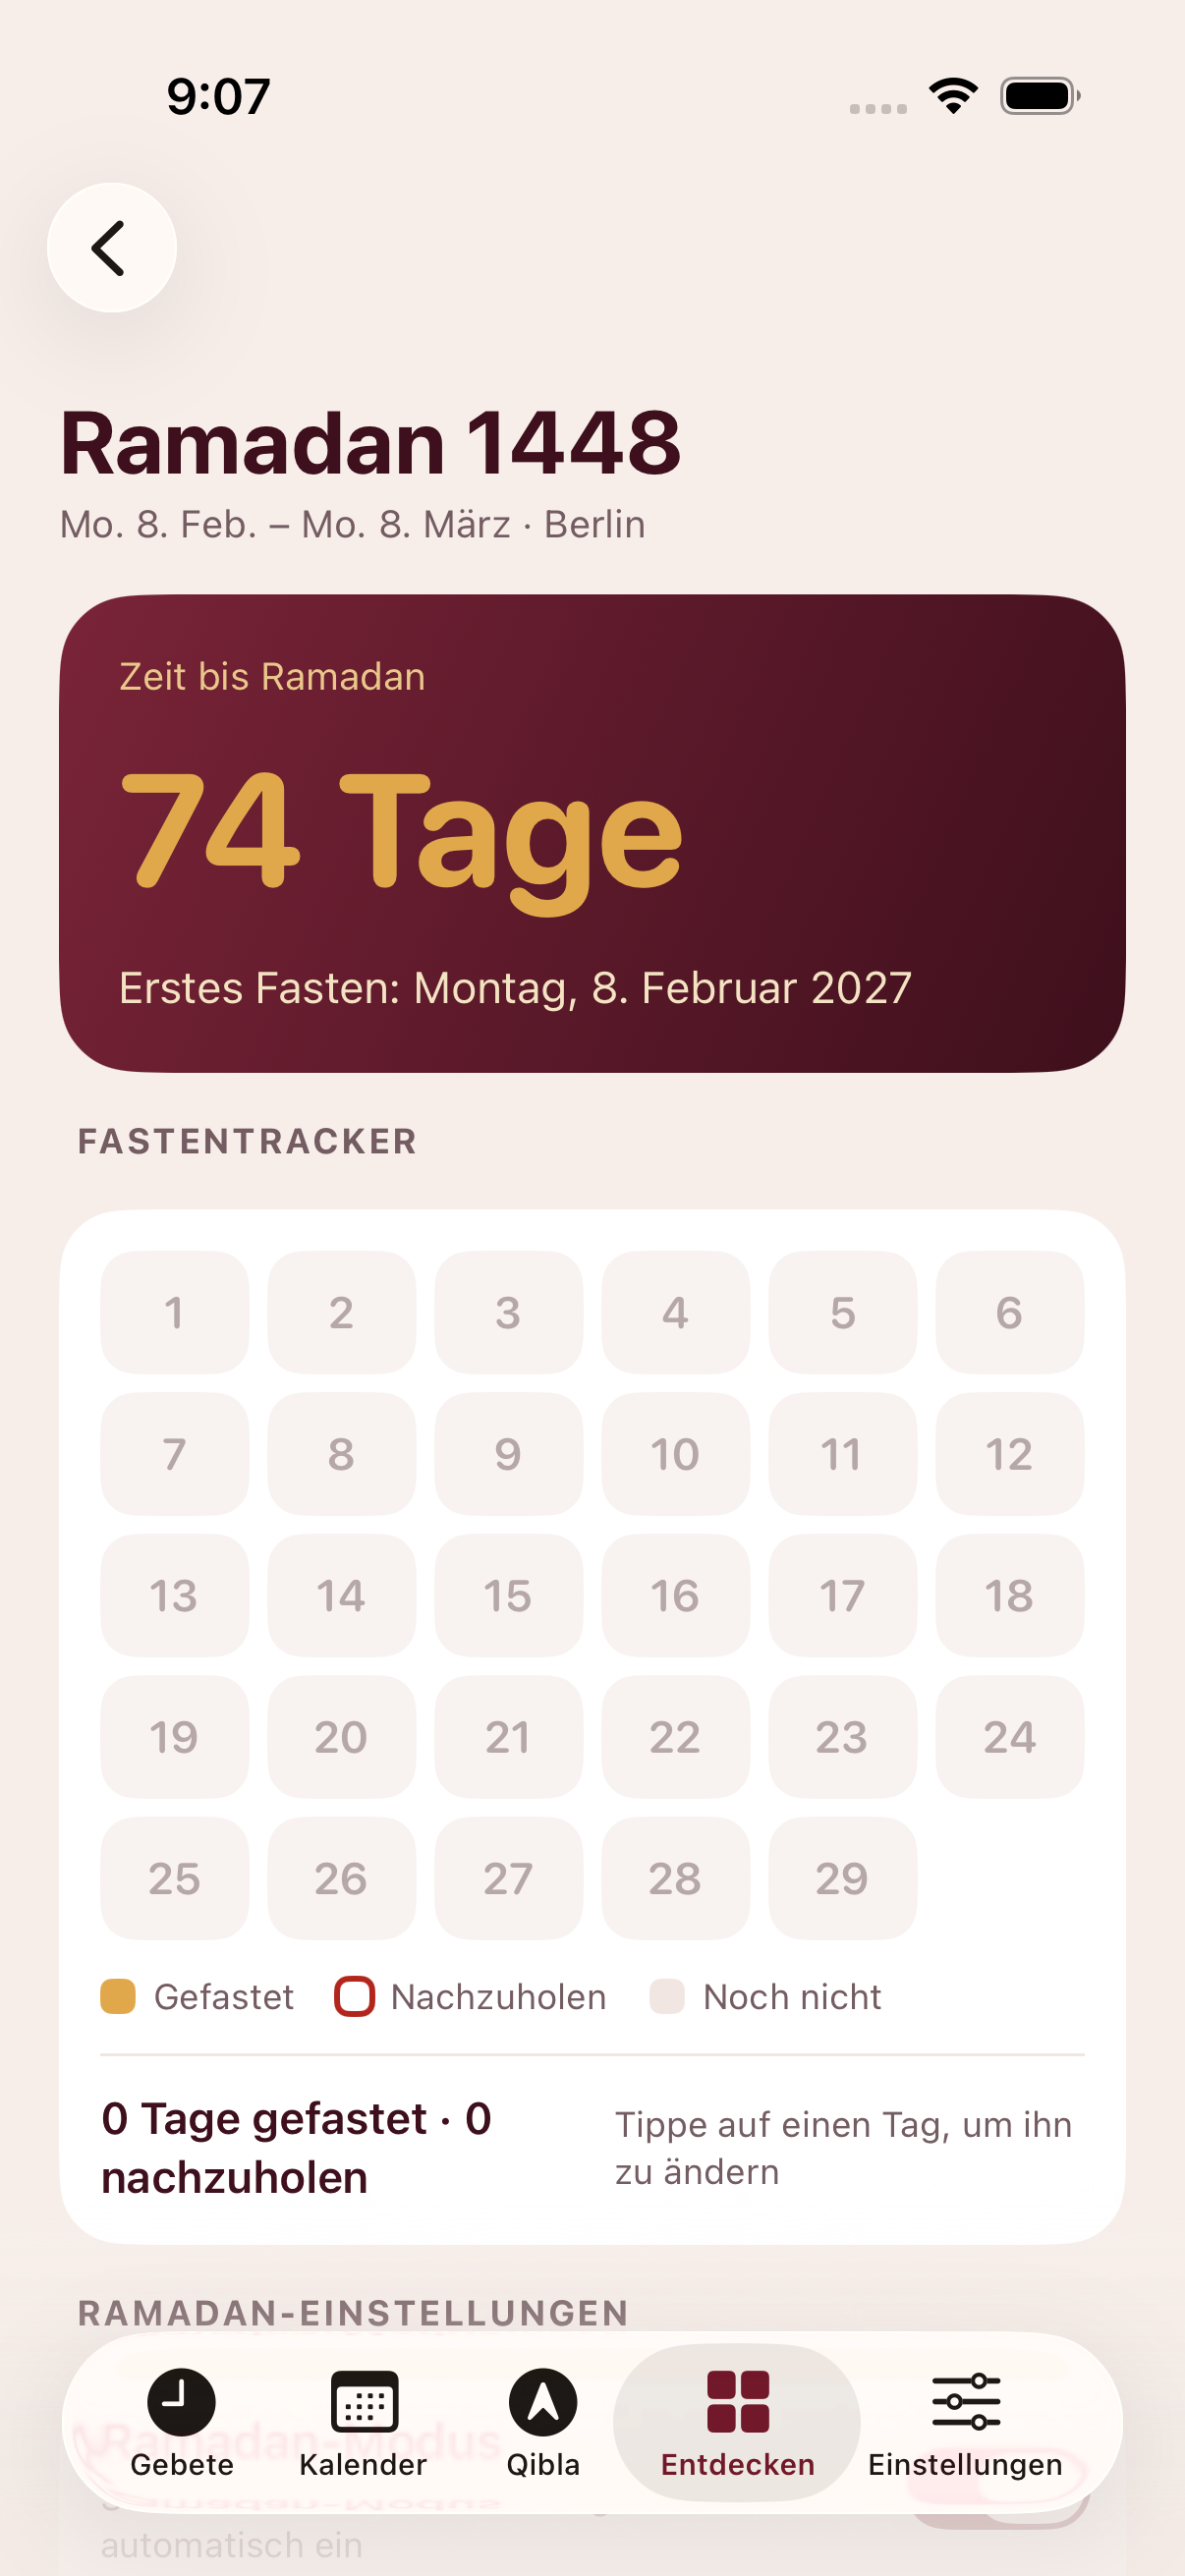 9:07
Ramadan 1448
Mo. 8. Feb. – Mo. 8. März · Berlin
Zeit bis Ramadan
74 Tage
Erstes Fasten: Montag, 8. Februar 2027
FASTENTRACKER
1 2 3 4 5 6
7 8 9 10 11 12
13 14 15 16 17 18
19 20 21 22 23 24
25 26 27 28 29
Gefastet Nachzuholen Noch nicht
0 Tage gefastet · 0
nachzuholen
Tippe auf einen Tag, um ihn
zu ändern
RAMADAN-EINSTELLUNGEN
Ramadan-Modus
Gebete Kalender Qibla Entdecken Einstellungen
automatisch ein